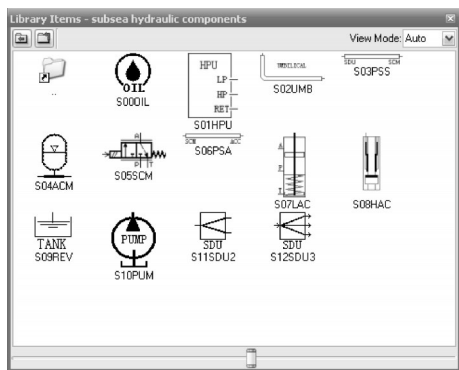 Library Items - subsea hydraulic components
View Mode: Auto
..
OIL
S00OIL
HPU
LP
HP
RET
S01HPU
UMBILICAL
S02UMB
SDU SCM
S03PSS
S04ACM
A
P T
S05SCM
SCM ACC
S06PSA
A
P
T
S07LAC
S08HAC
TANK
S09REV
PUMP
S10PUM
SDU
S11SDU2
SDU
S12SDU3